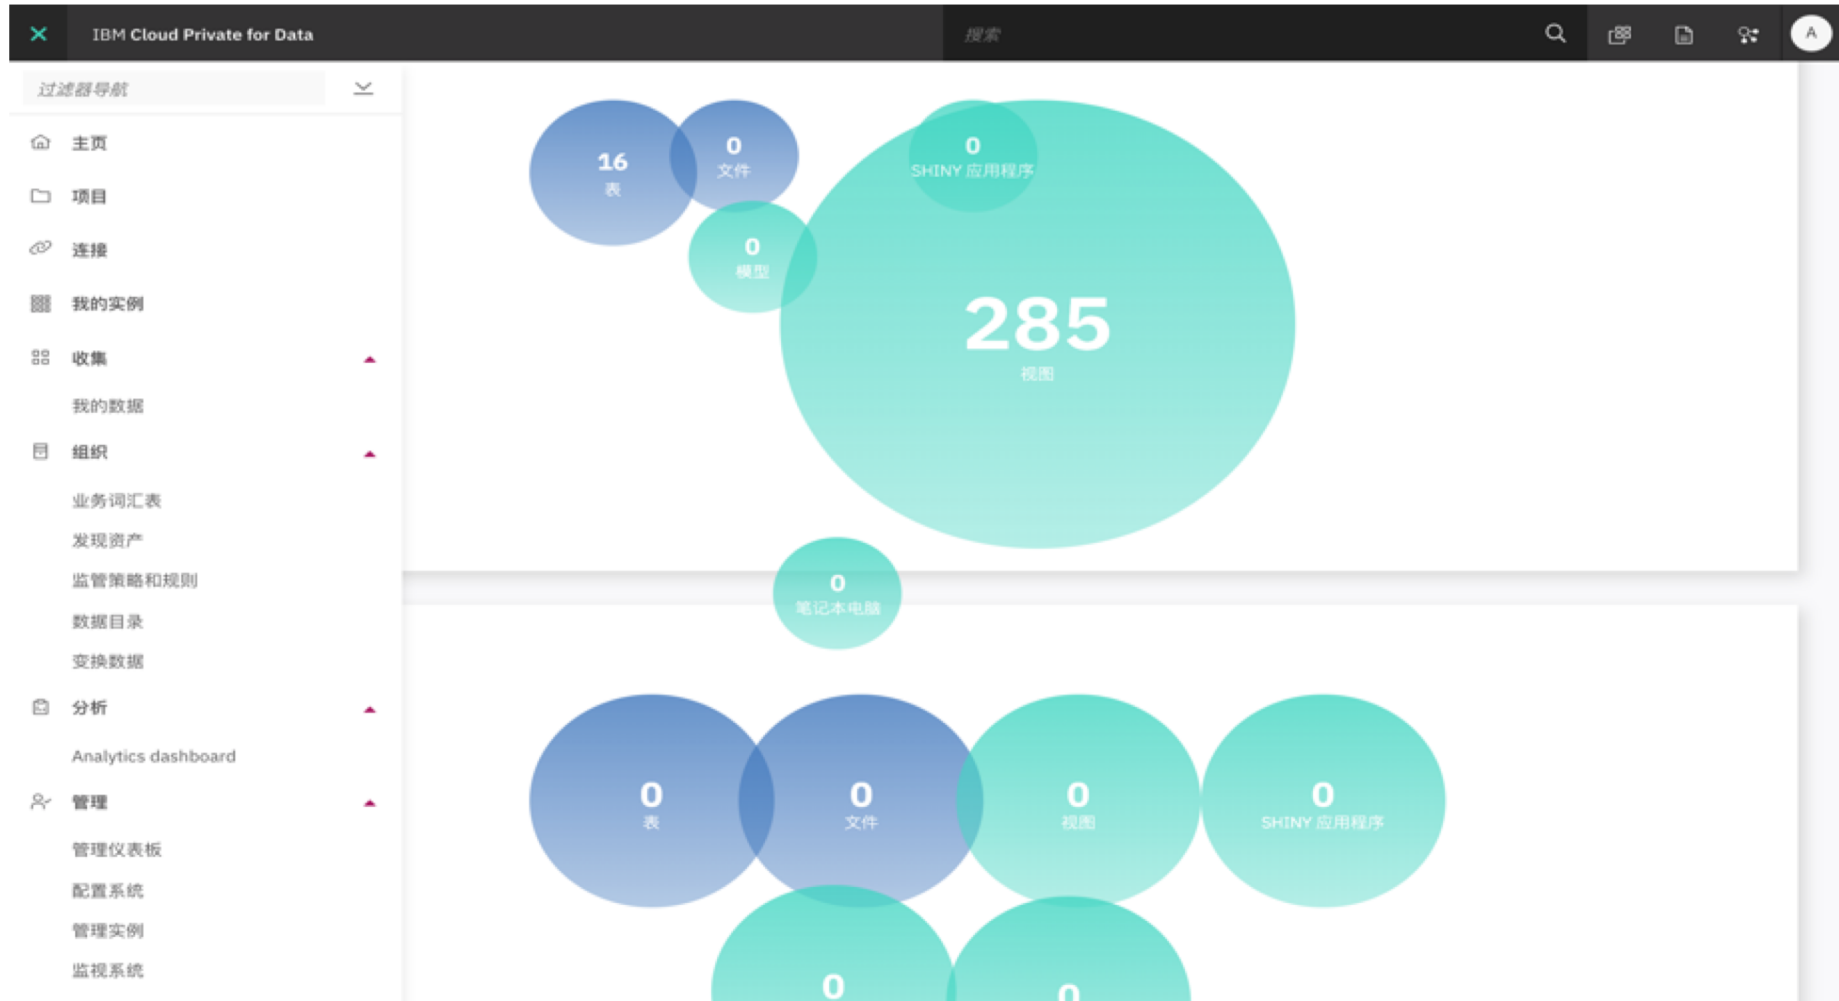 IBM Cloud Private for Data
搜索
A
过滤器导航
主页
项目
连接
我的实例
收集
我的数据
组织
业务词汇表
发现资产
监管策略和规则
数据目录
变换数据
分析
Analytics dashboard
管理
管理仪表板
配置系统
管理实例
监视系统
16
表
0
文件
0
模型
0
SHINY 应用程序
285
视图
0
笔记本电脑
0
表
0
文件
0
视图
0
SHINY 应用程序
0
0